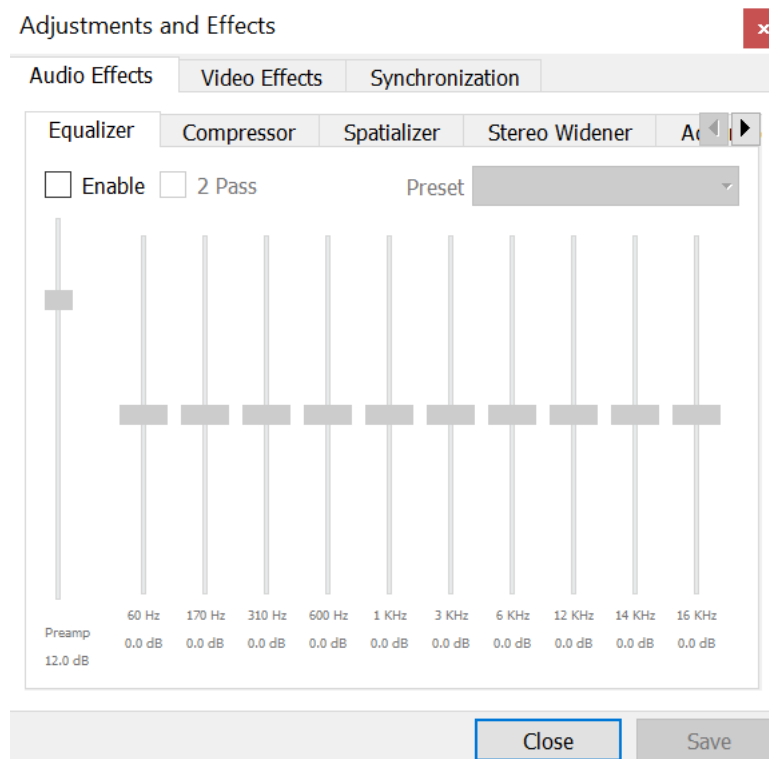 Adjustments and Effects
Audio Effects Video Effects Synchronization
Equalizer Compressor Spatializer Stereo Widener
Enable 2 Pass Preset
60 Hz 170 Hz 310 Hz 600 Hz 1 KHz 3 KHz 6 KHz 12 KHz 14 KHz 16 KHz
Preamp
0.0 dB 0.0 dB 0.0 dB 0.0 dB 0.0 dB 0.0 dB 0.0 dB 0.0 dB 0.0 dB 0.0 dB
12.0 dB
Close Save